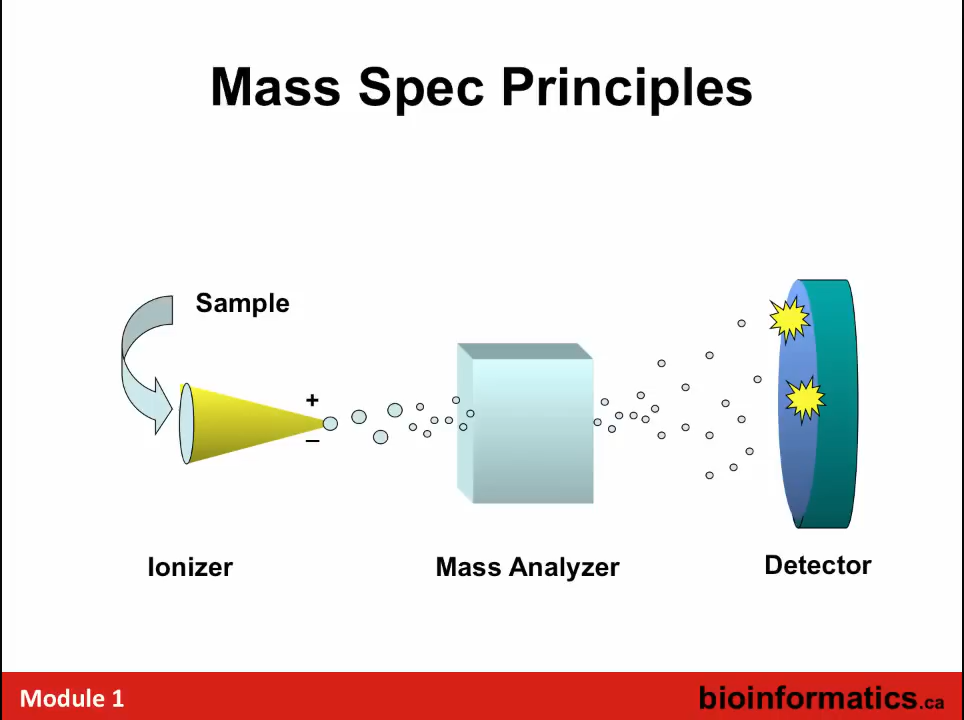 Mass Spec Principles
Sample
+
–
Ionizer
Mass Analyzer
Detector
Module 1
bioinformatics.ca